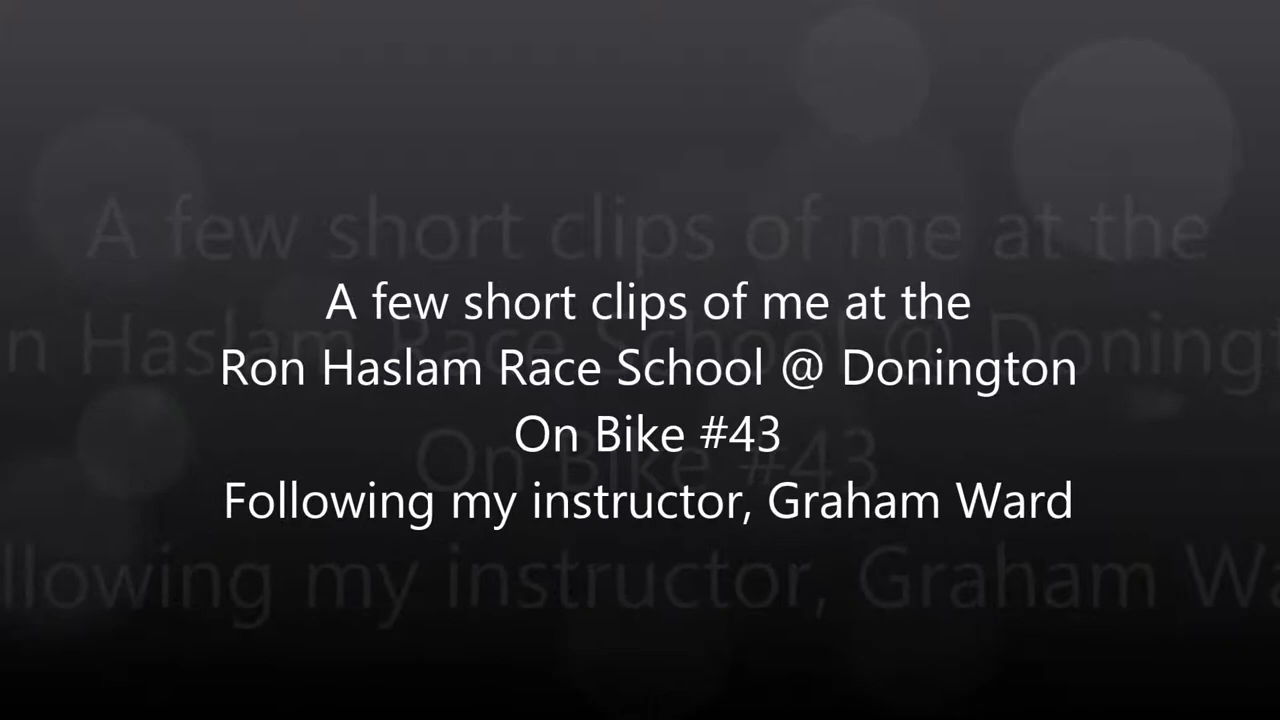 A few short clips of me at the
Ron Haslam Race School @ Donington
On Bike #43
Following my instructor, Graham Ward